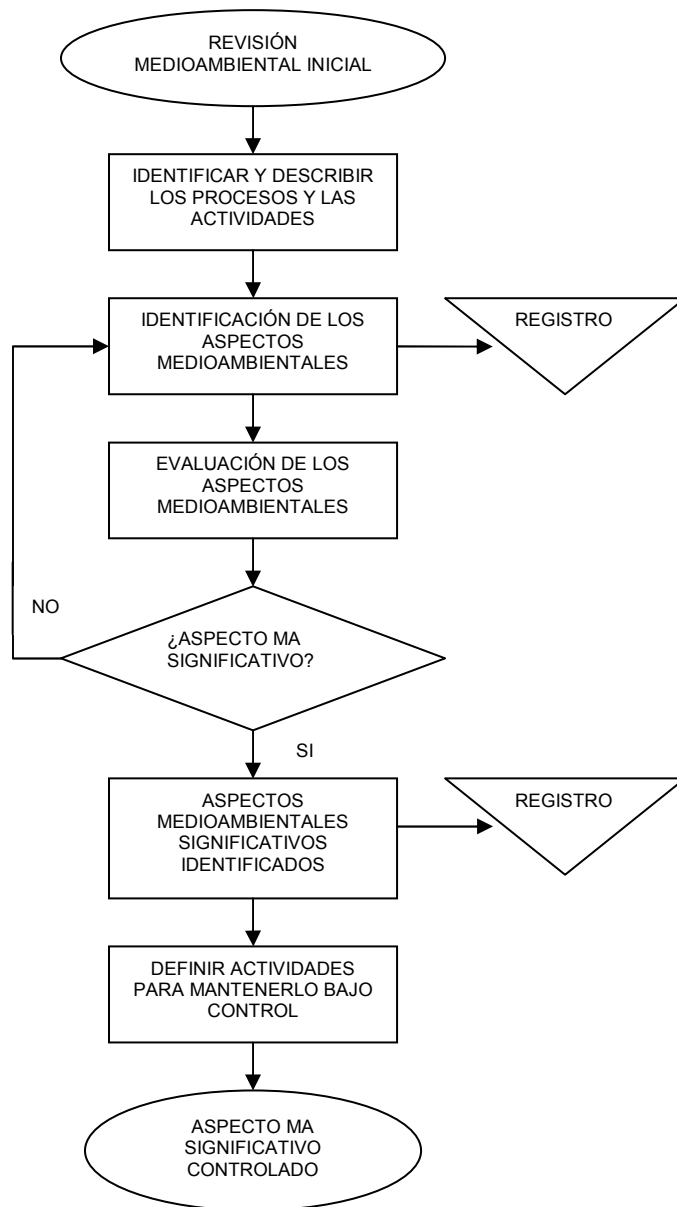 REVISIÓN
MEDIOAMBIENTAL INICIAL
IDENTIFICAR Y DESCRIBIR
LOS PROCESOS Y LAS
ACTIVIDADES
IDENTIFICACIÓN DE LOS
ASPECTOS
MEDIOAMBIENTALES
REGISTRO
EVALUACIÓN DE LOS
ASPECTOS
MEDIOAMBIENTALES
NO
¿ASPECTO MA
SIGNIFICATIVO?
SI
ASPECTOS
MEDIOAMBIENTALES
SIGNIFICATIVOS
IDENTIFICADOS
REGISTRO
DEFINIR ACTIVIDADES
PARA MANTENERLO BAJO
CONTROL
ASPECTO MA
SIGNIFICATIVO
CONTROLADO